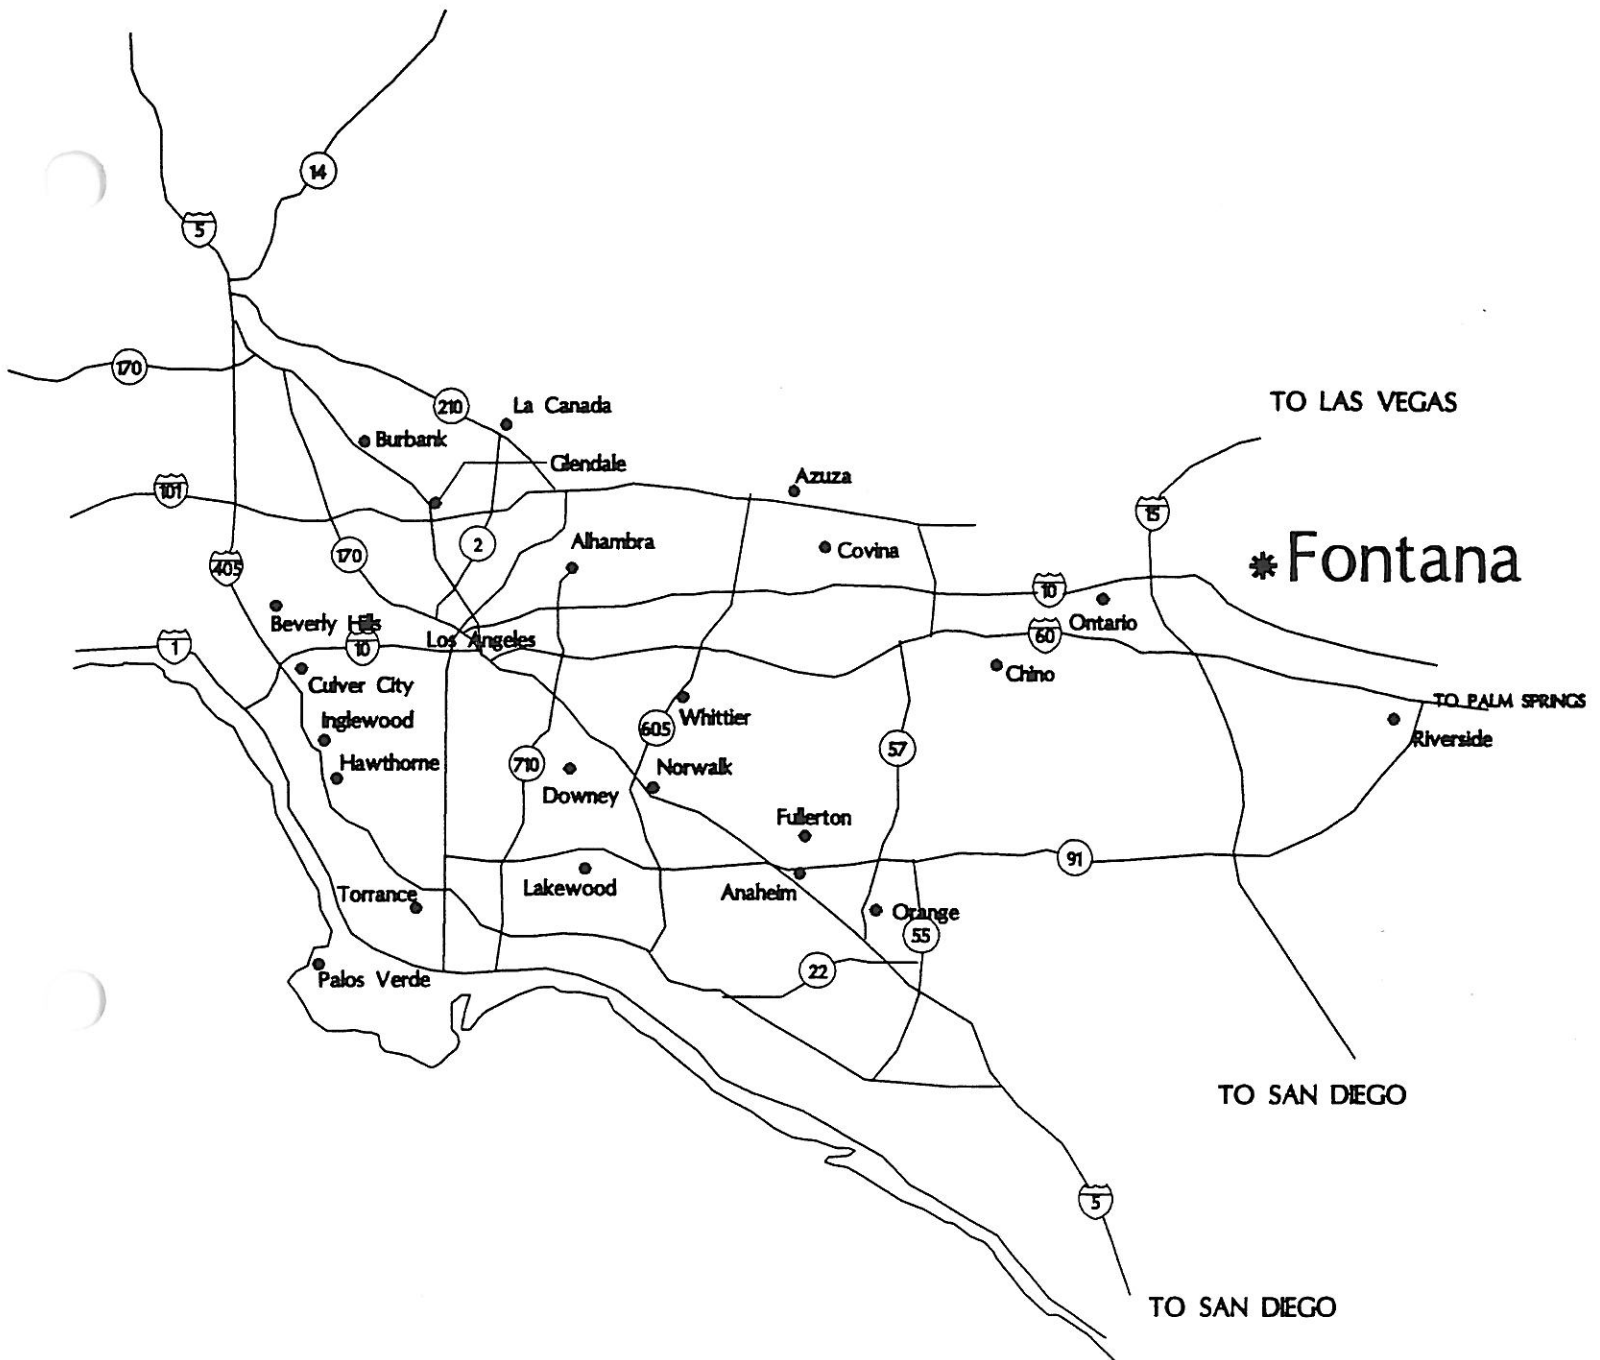 14
5
170
210
La Canada
TO LAS VEGAS
Burbank
Glendale
Azuza
101
15
2
Alhambra
Covina
170
Fontana
405
10
Beverly Hills
Ontario
60
1
10
Los Angeles
Chino
Culver City
TO PALM SPRINGS
Inglewood
Whittier
605
Riverside
57
Hawthorne
710
Norwalk
Downey
Fullerton
91
Lakewood
Anaheim
Torrance
Orange
55
22
Palos Verde
TO SAN DIEGO
5
TO SAN DIEGO